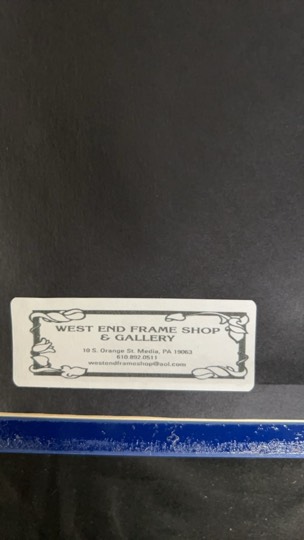 WEST END FRAME SHOP
& GALLERY
18 S. Orange St. Media, PA 19063
610.892.0511
westendframeshop@aol.com